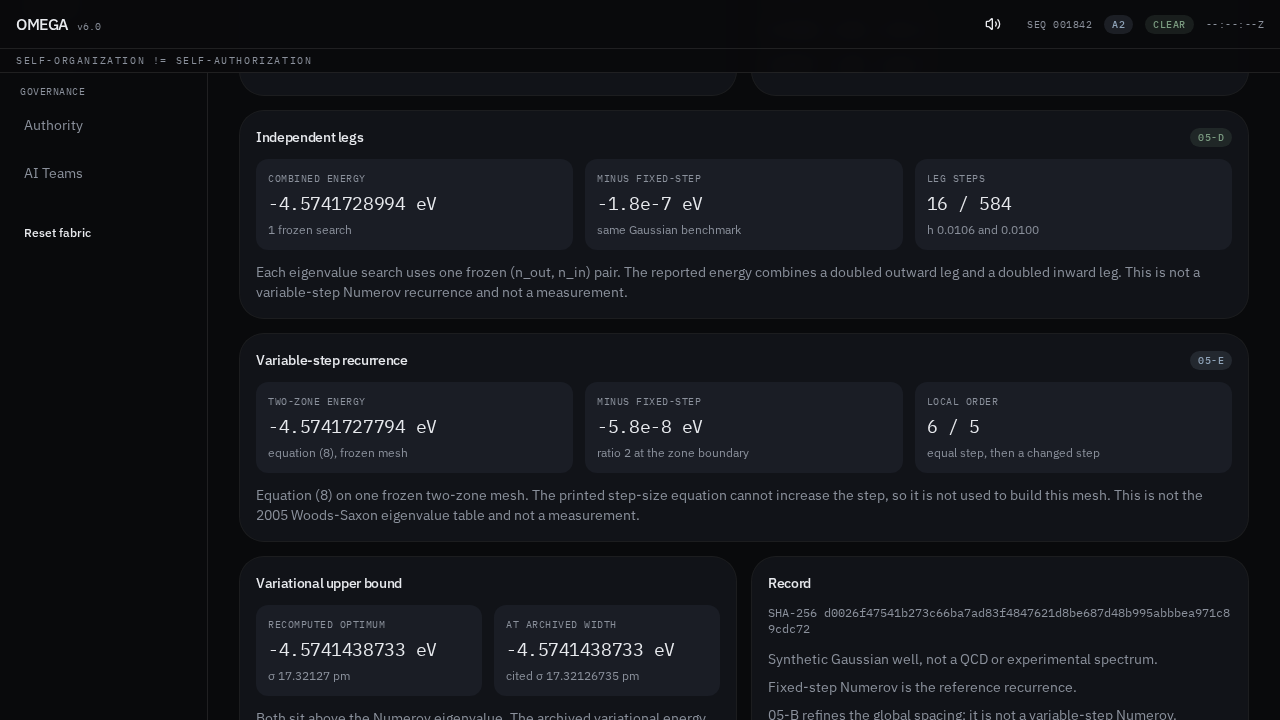 OMEGA v6.0
SEQ 001842 A2 CLEAR --:--:--Z
SELF-ORGANIZATION != SELF-AUTHORIZATION
GOVERNANCE
Authority
AI Teams
Reset fabric
Independent legs 05-D
COMBINED ENERGY
-4.5741728994 eV
1 frozen search
MINUS FIXED-STEP
-1.8e-7 eV
same Gaussian benchmark
LEG STEPS
16 / 584
h 0.0106 and 0.0100
Each eigenvalue search uses one frozen (n_out, n_in) pair. The reported energy combines a doubled outward leg and a doubled inward leg. This is not a
variable-step Numerov recurrence and not a measurement.
Variable-step recurrence 05-E
TWO-ZONE ENERGY
-4.5741727794 eV
equation (8), frozen mesh
MINUS FIXED-STEP
-5.8e-8 eV
ratio 2 at the zone boundary
LOCAL ORDER
6 / 5
equal step, then a changed step
Equation (8) on one frozen two-zone mesh. The printed step-size equation cannot increase the step, so it is not used to build this mesh. This is not the
2005 Woods-Saxon eigenvalue table and not a measurement.
Variational upper bound
RECOMPUTED OPTIMUM
-4.5741438733 eV
σ 17.32127 pm
AT ARCHIVED WIDTH
-4.5741438733 eV
cited σ 17.32126735 pm
Both sit above the Numerov eigenvalue. The archived variational energy
Record
SHA-256 d0026f47541b273c66ba7ad83f4847621d8be687d48b995abbbea971c8
9cdc72
Synthetic Gaussian well, not a QCD or experimental spectrum.
Fixed-step Numerov is the reference recurrence.
05-B refines the global spacing; it is not a variable-step Numerov.